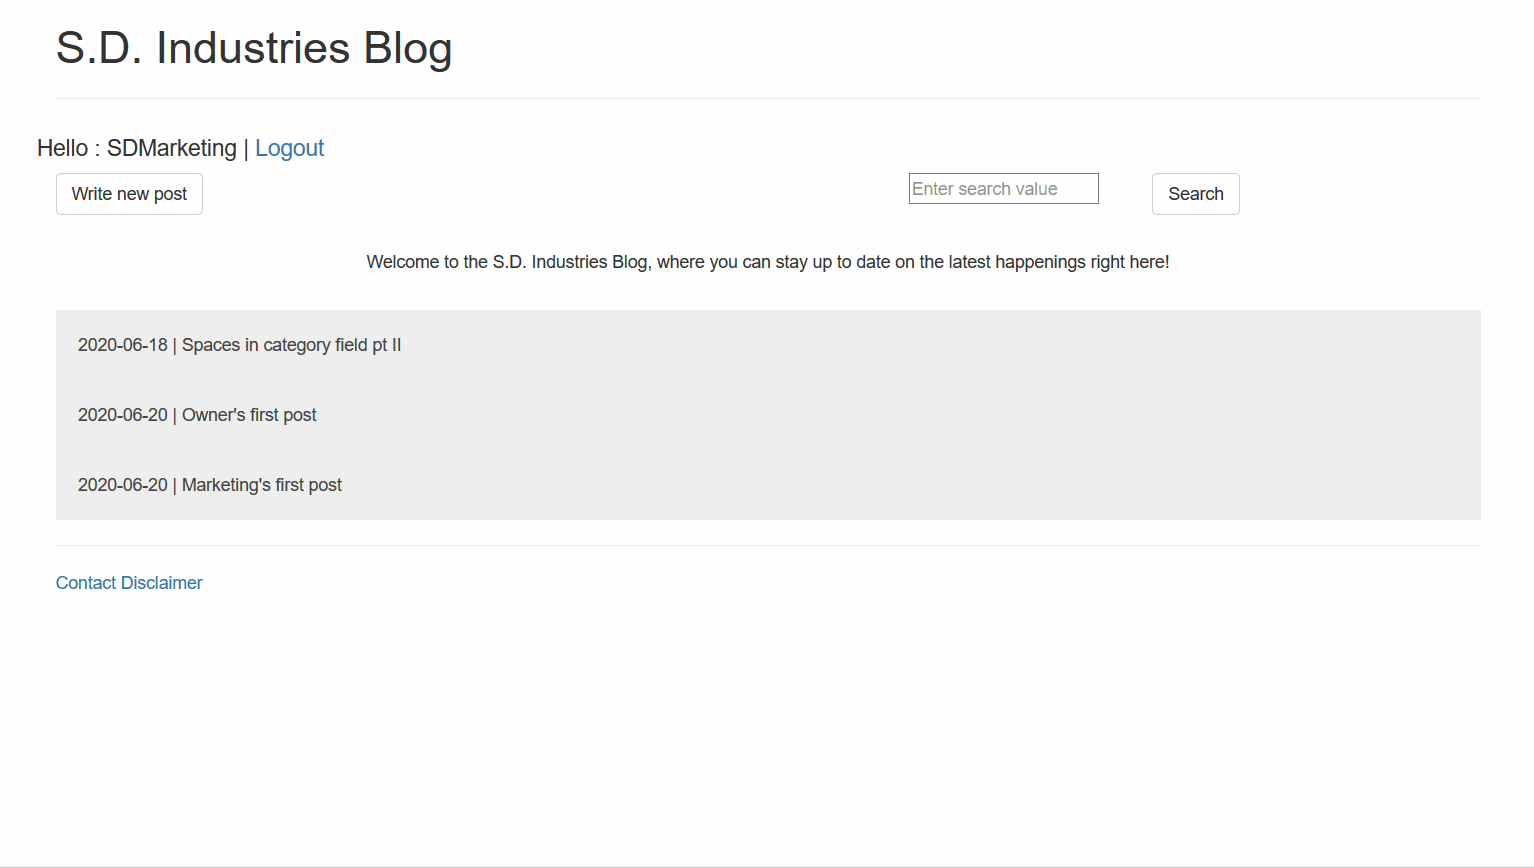 S.D. Industries Blog
Hello : SDMarketing | Logout
Write new post
Enter search value
Search
Welcome to the S.D. Industries Blog, where you can stay up to date on the latest happenings right here!
2020-06-18 | Spaces in category field pt II
2020-06-20 | Owner's first post
2020-06-20 | Marketing's first post
Contact Disclaimer